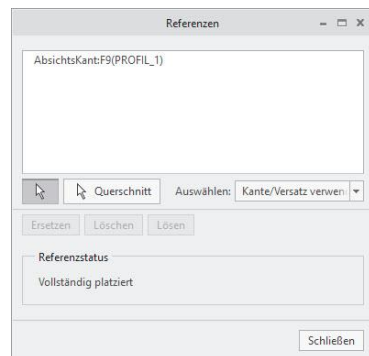 Referenzen
AbsichtsKant:F9(PROFIL_1)
Querschnitt Auswählen: Kante/Versatz verwen
Ersetzen Löschen Lösen
Referenzstatus
Vollständig platziert
Schließen